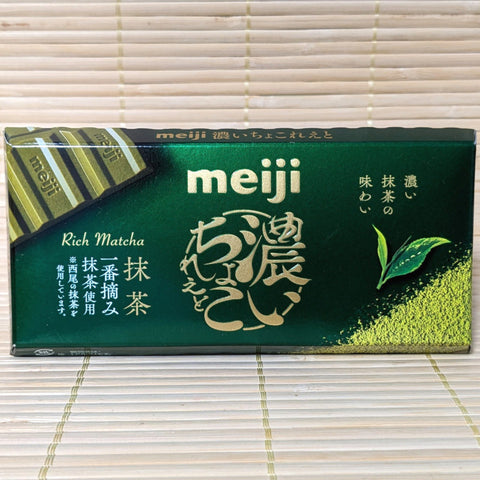 meiji 濃いちょこれえと
meiji
meiji
濃い
ちょこ
れえと
濃い
抹茶の
味わい
Rich Matcha
抹茶
一番摘み
抹茶使用
※西尾の抹茶を
使用しています。